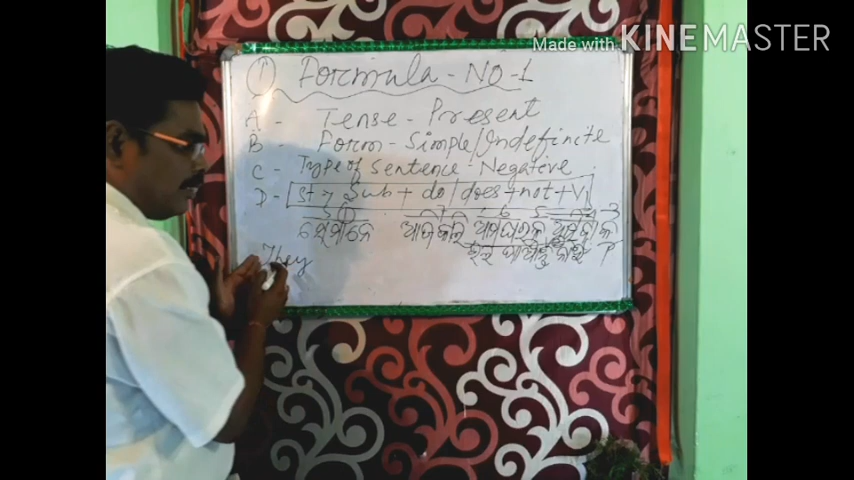 Made with KINEMASTER
① Formula - NO - 1
A - Tense - Present
B - Form - Simple/Indefinite
C - Type of Sentence - Negative
D - St → Sub + do/does + not + V1
ସେମାନେ ଆଜିକାଲି
They